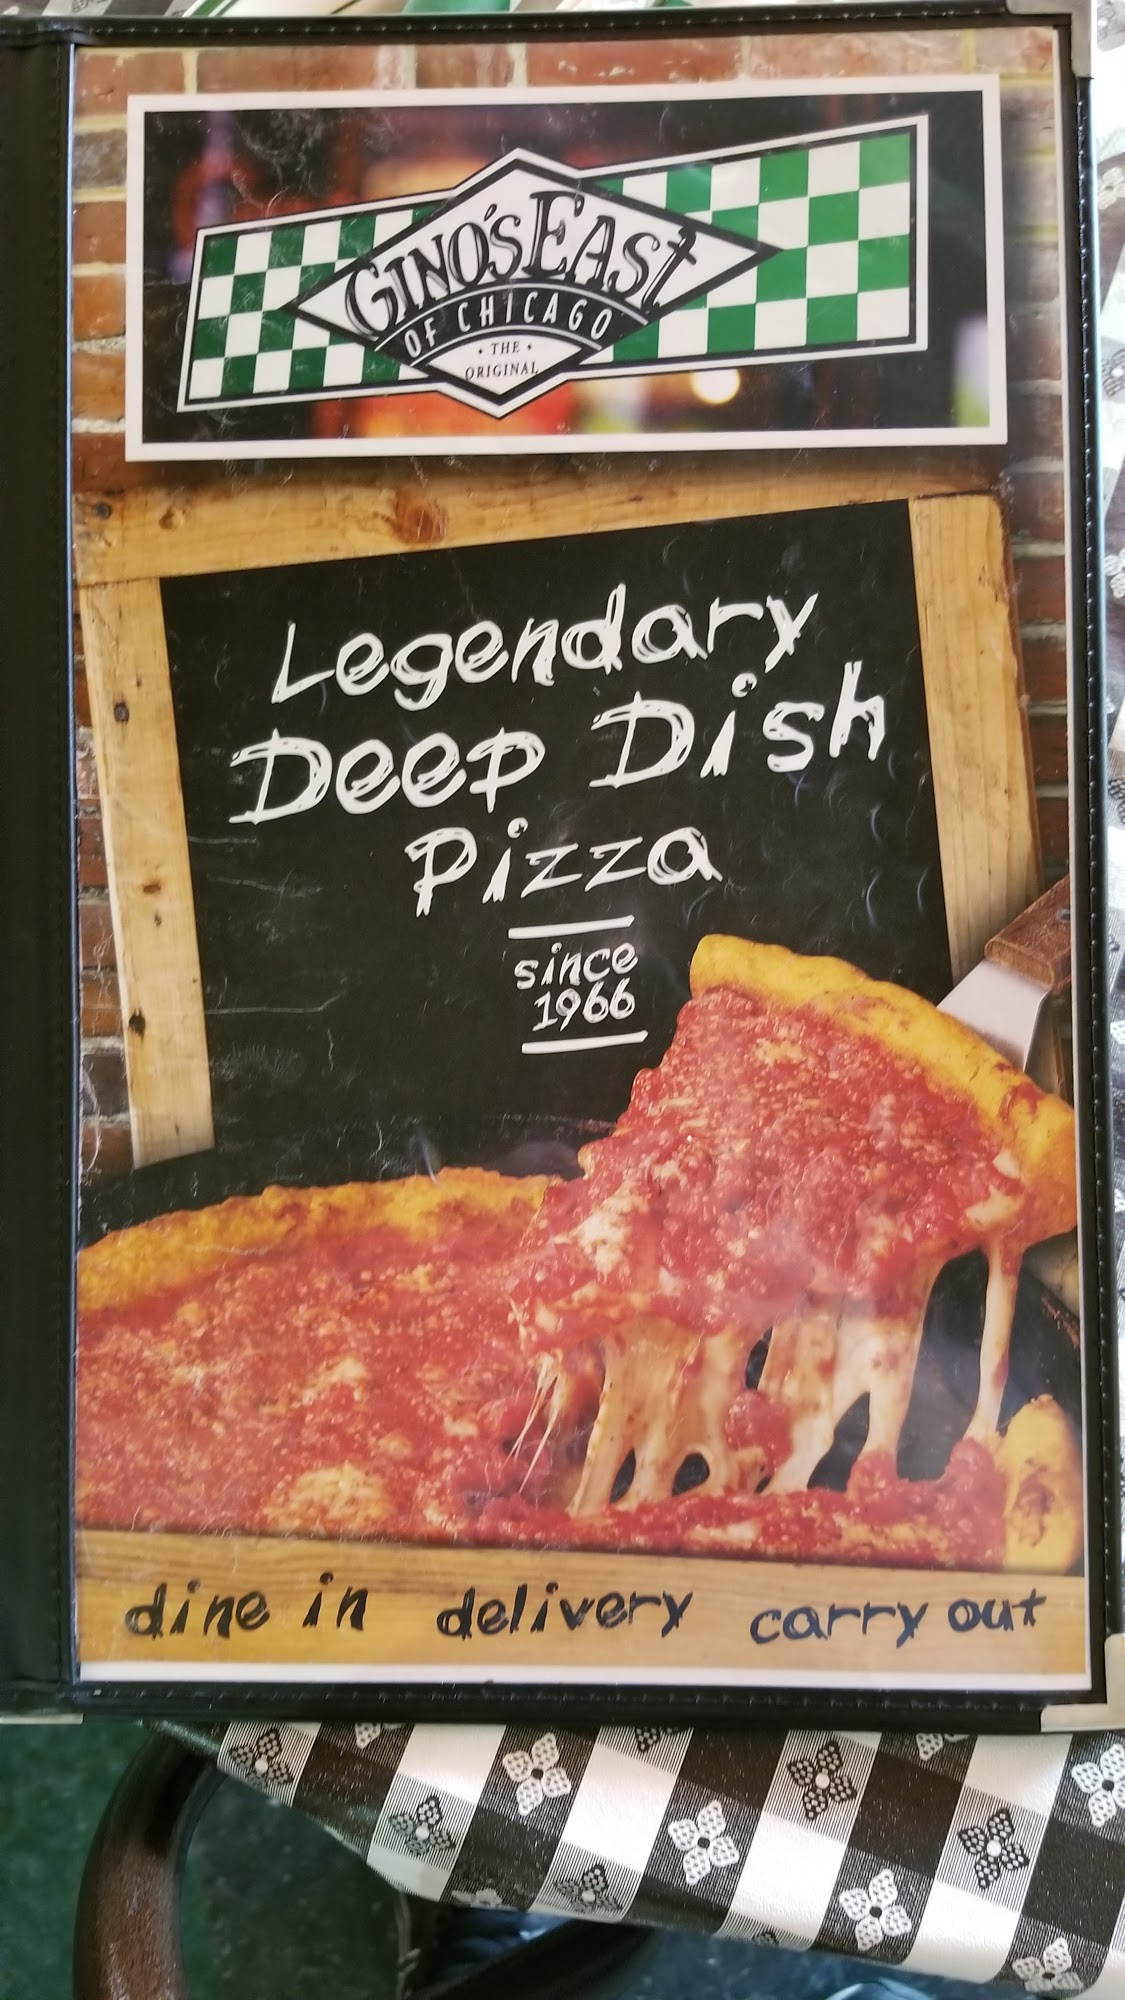 GINO'S EAST
OF CHICAGO
• THE •
ORIGINAL
Legendary
Deep Dish
Pizza
since
1966
dine in delivery carry out